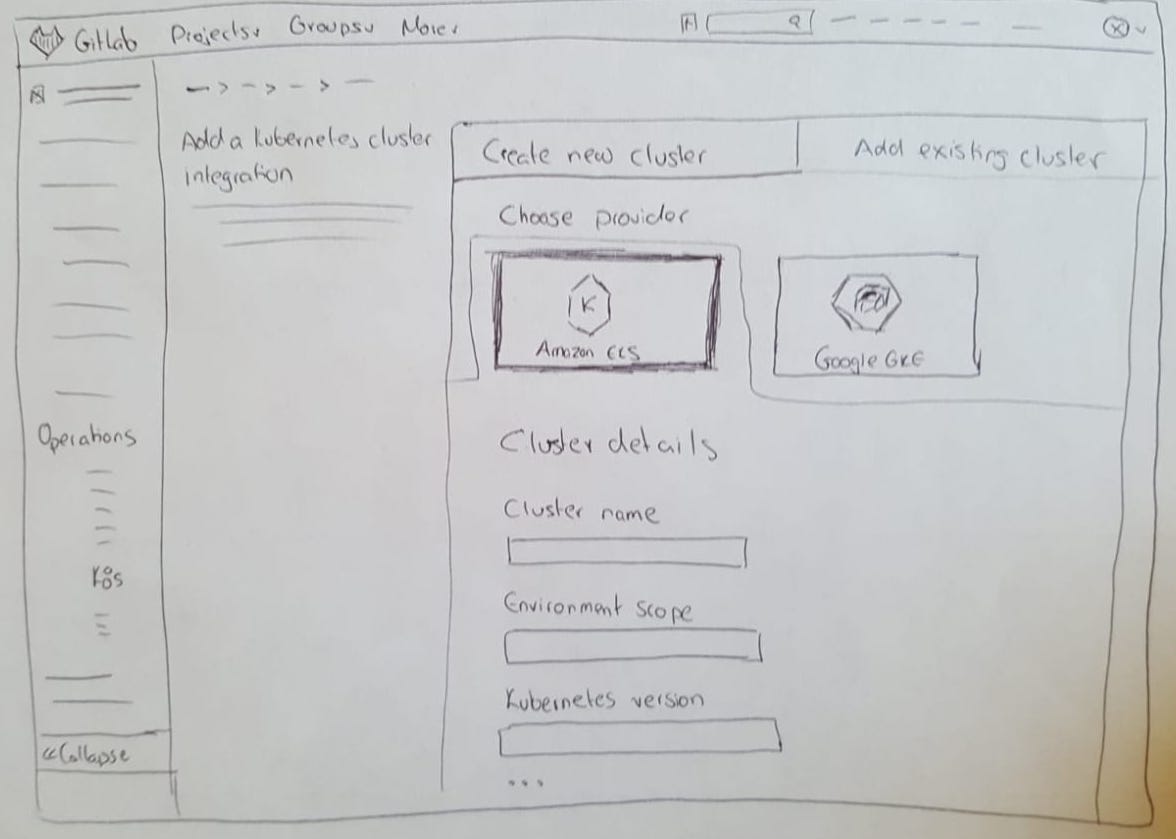 GitLab Projects Groups More
Add a Kubernetes cluster
integration
Create new cluster
Add existing cluster
Choose provider
K
Amazon EKS
Google GKE
Cluster details
Cluster name
Environment scope
Kubernetes version
...
Operations
K8s
«Collapse